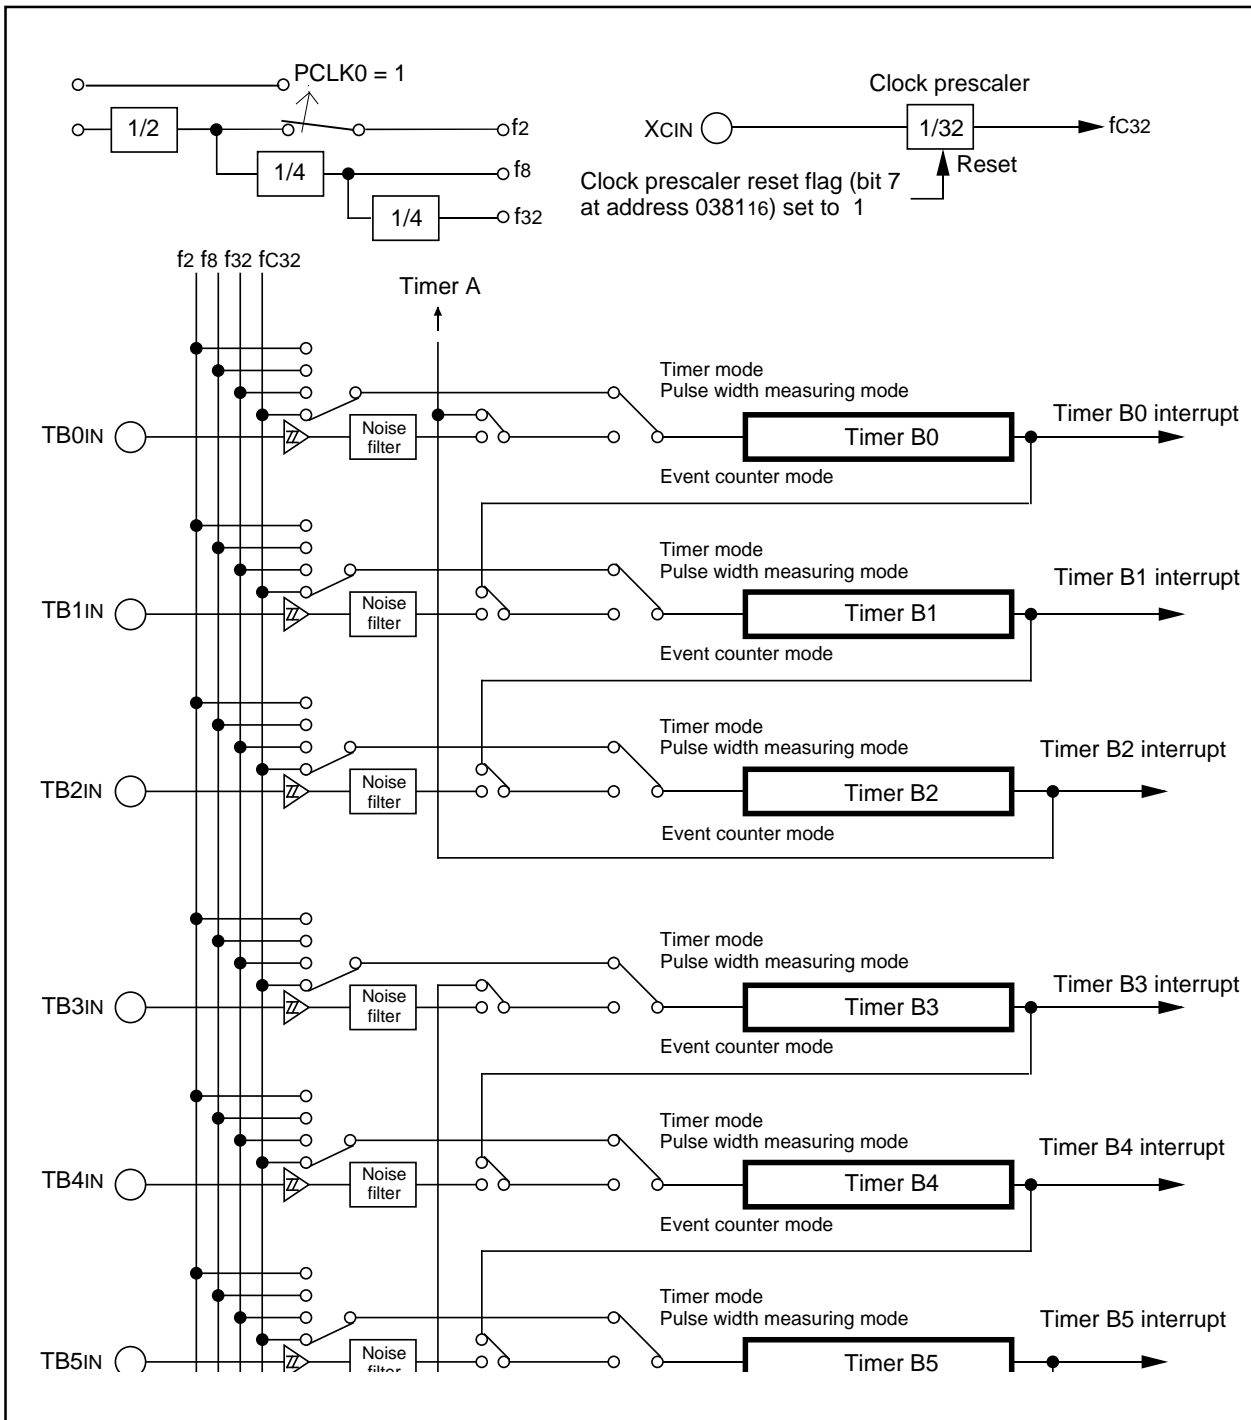 PCLK0 = 1
1/2
f2
1/4
f8
1/4
f32
Clock prescaler
XCIN
1/32
fC32
Reset
Clock prescaler reset flag (bit 7
at address 038116) set to 1
f2 f8 f32 fC32
Timer A
Timer mode
Pulse width measuring mode
TB0IN
Noise
filter
Timer B0
Timer B0 interrupt
Event counter mode
Timer mode
Pulse width measuring mode
TB1IN
Noise
filter
Timer B1
Timer B1 interrupt
Event counter mode
Timer mode
Pulse width measuring mode
TB2IN
Noise
filter
Timer B2
Timer B2 interrupt
Event counter mode
Timer mode
Pulse width measuring mode
TB3IN
Noise
filter
Timer B3
Timer B3 interrupt
Event counter mode
Timer mode
Pulse width measuring mode
TB4IN
Noise
filter
Timer B4
Timer B4 interrupt
Event counter mode
Timer mode
Pulse width measuring mode
TB5IN
Noise
filter
Timer B5
Timer B5 interrupt